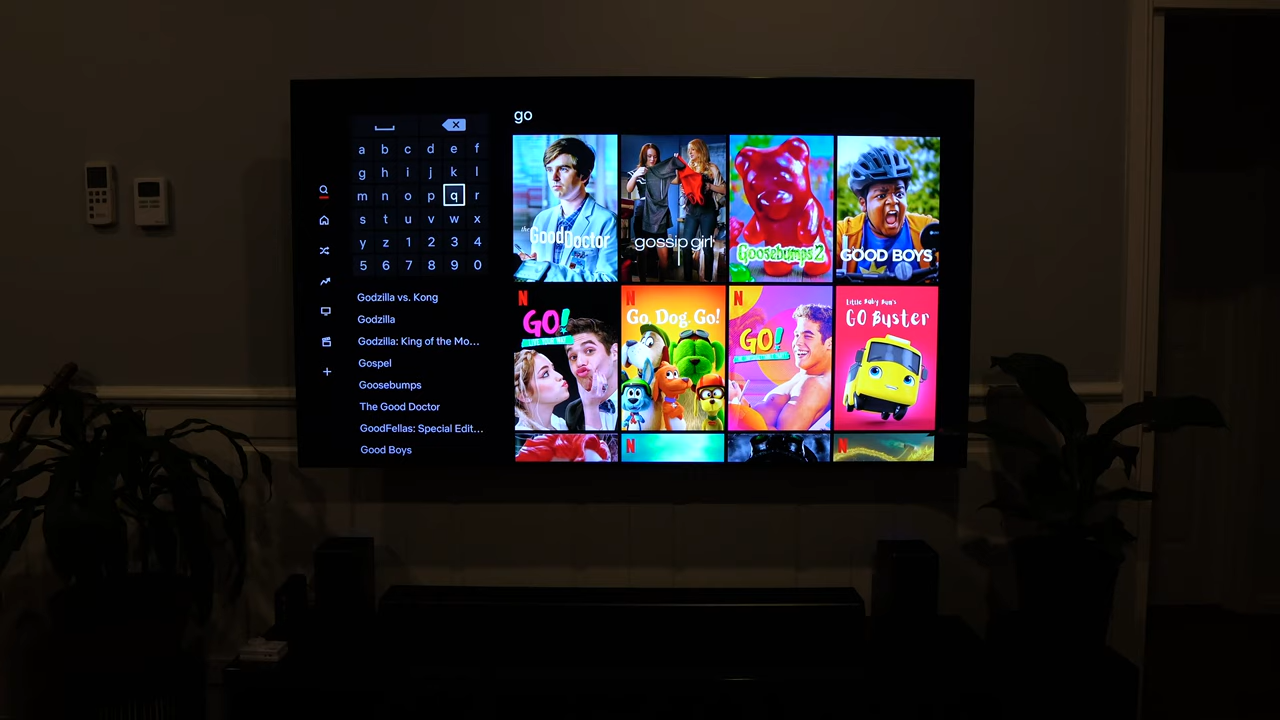 go
a b c d e f
g h i j k l
m n o p q r
s t u v w x
y z 1 2 3 4
5 6 7 8 9 0
Godzilla vs. Kong
Godzilla
Godzilla: King of the Mo...
Gospel
Goosebumps
The Good Doctor
GoodFellas: Special Edit...
Good Boys
the Good Doctor
gossip girl
Goosebumps 2
GOOD BOYS
N
GO!
LIVE YOUR WAY
N
Go, Dog. Go!
N
GO!
Little Baby Bum's
GO Buster
N
N